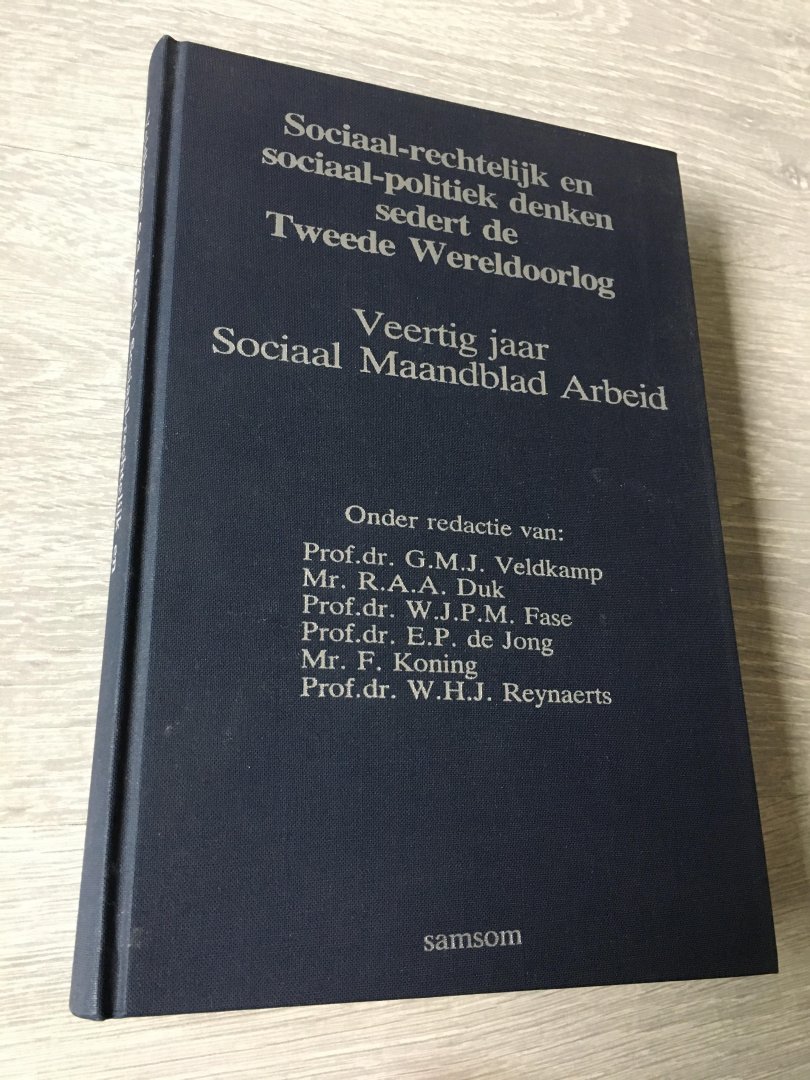 Sociaal-rechtelijk en
sociaal-politiek denken
sedert de
Tweede Wereldoorlog
Veertig jaar
Sociaal Maandblad Arbeid
Onder redactie van:
Prof.dr. G.M.J. Veldkamp
Mr. R.A.A. Duk
Prof.dr. W.J.P.M. Fase
Prof.dr. E.P. de Jong
Mr. F. Koning
Prof.dr. W.H.J. Reynaerts
samsom